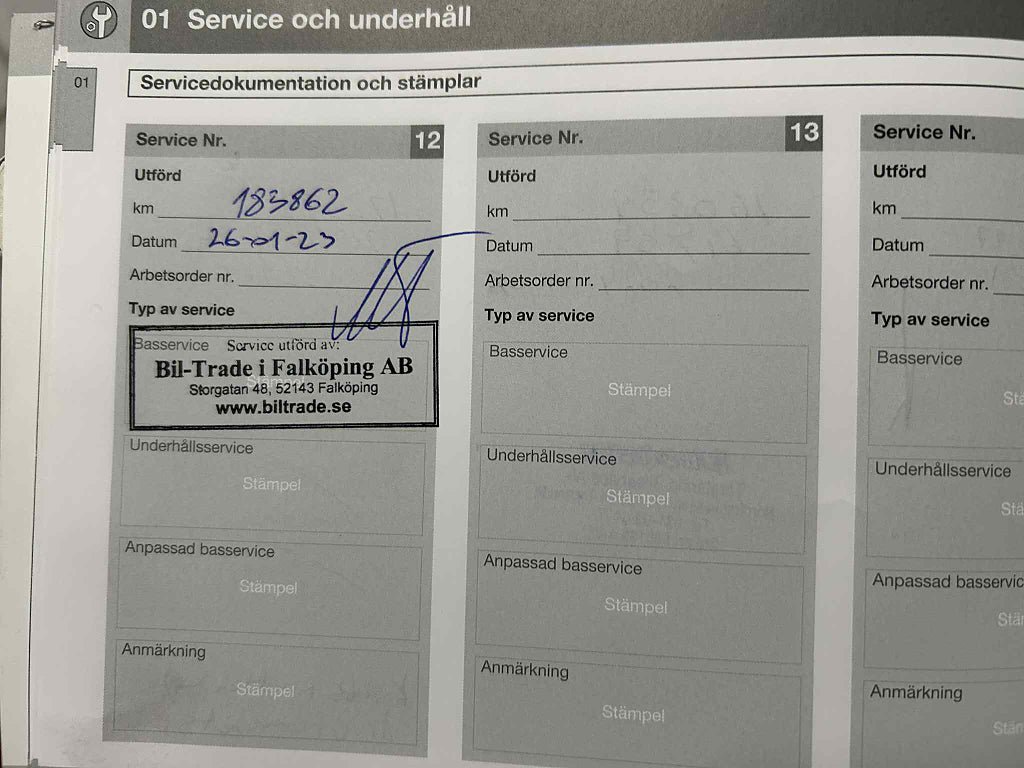 01 Service och underhåll
01
Servicedokumentation och stämplar
Service Nr. 12
Utförd
km 183862
Datum 26-01-23
Arbetsorder nr.
Typ av service
Basservice Service utförd av:
Bil-Trade i Falköping AB
Storgatan 48, 52143 Falköping
www.biltrade.se
Underhållsservice
Stämpel
Anpassad basservice
Stämpel
Anmärkning
Stämpel
Service Nr. 13
Utförd
km
Datum
Arbetsorder nr.
Typ av service
Basservice
Stämpel
Underhållsservice
Stämpel
Anpassad basservice
Stämpel
Anmärkning
Stämpel
Service Nr.
Utförd
km
Datum
Arbetsorder nr.
Typ av service
Basservice
Underhållsservice
Anpassad
Anmärkning